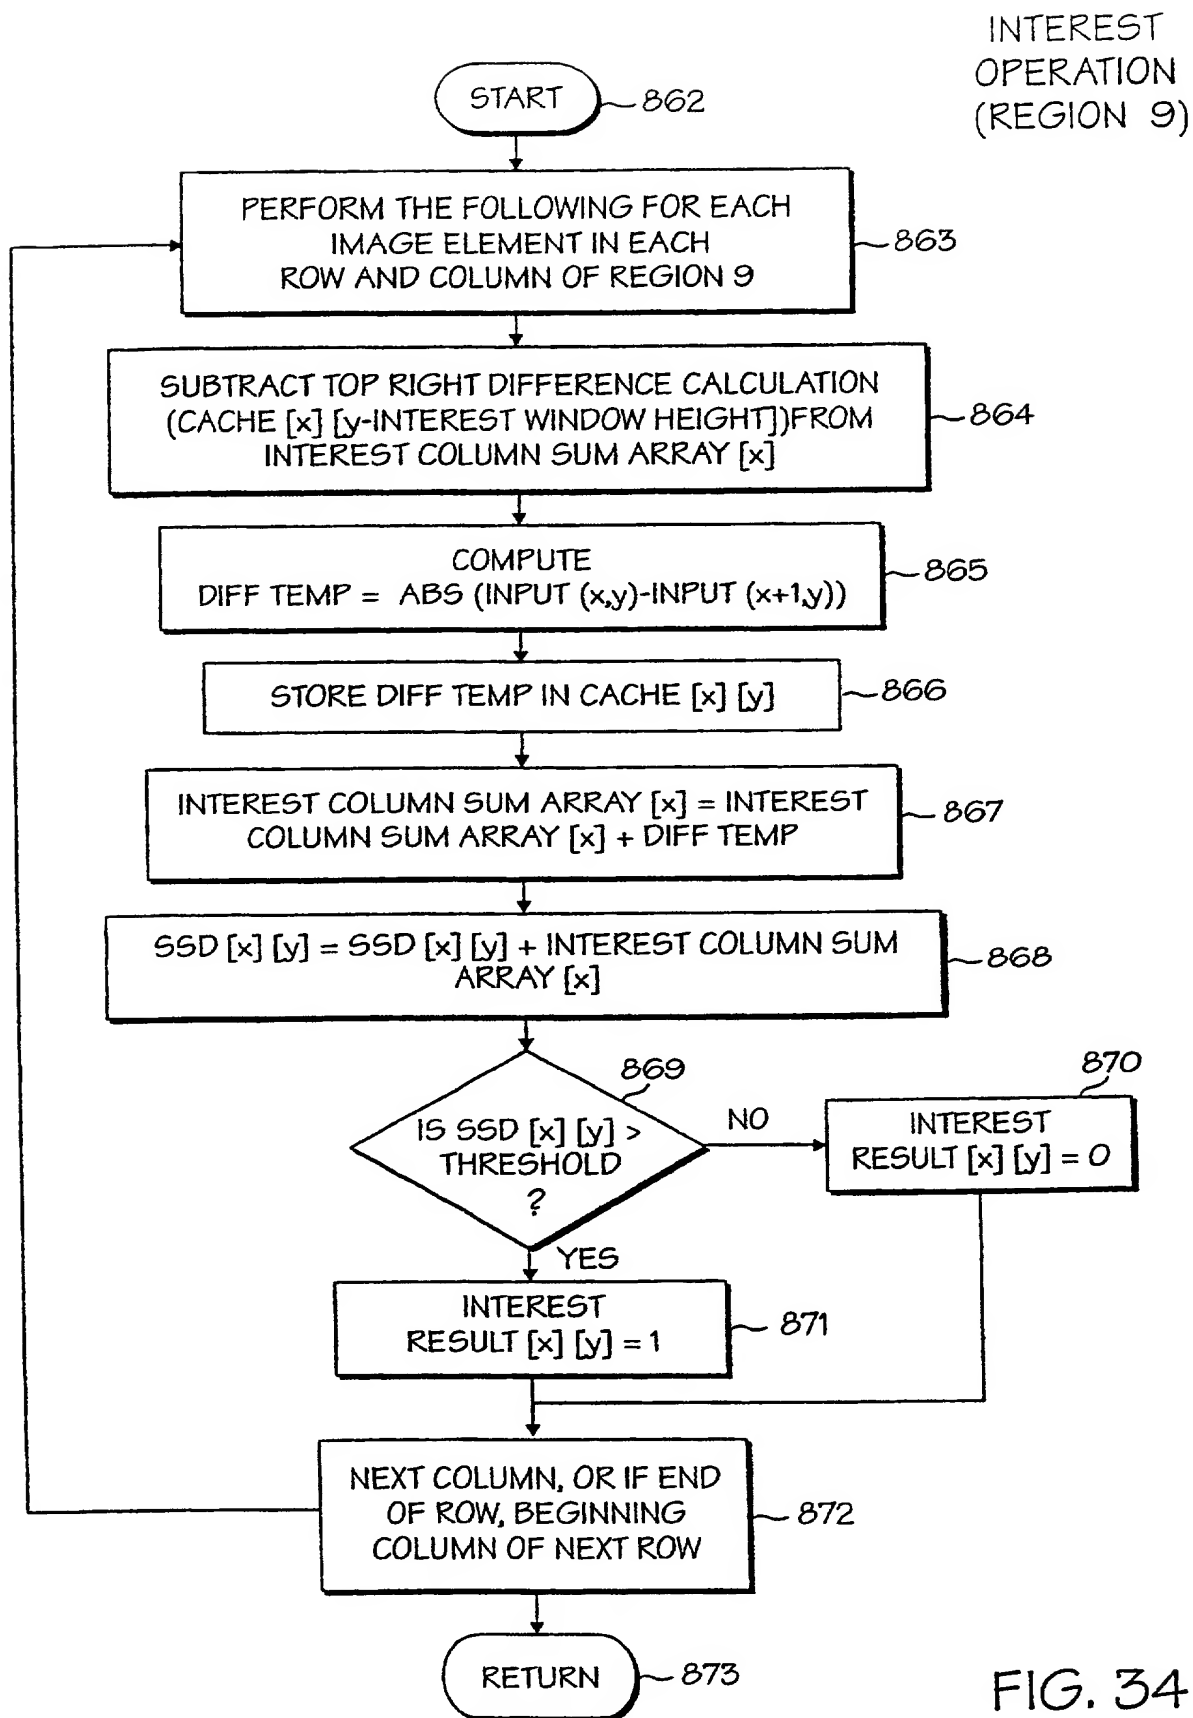 INTEREST
OPERATION
(REGION 9)
START
862
PERFORM THE FOLLOWING FOR EACH
IMAGE ELEMENT IN EACH
ROW AND COLUMN OF REGION 9
863
SUBTRACT TOP RIGHT DIFFERENCE CALCULATION
(CACHE [x] [y-INTEREST WINDOW HEIGHT])FROM
INTEREST COLUMN SUM ARRAY [x]
864
COMPUTE
DIFF TEMP = ABS (INPUT (x,y)-INPUT (x+1,y))
865
STORE DIFF TEMP IN CACHE [x] [y]
866
INTEREST COLUMN SUM ARRAY [x] = INTEREST
COLUMN SUM ARRAY [x] + DIFF TEMP
867
SSD [x] [y] = SSD [x] [y] + INTEREST COLUMN SUM
ARRAY [x]
868
869
IS SSD [x] [y] >
THRESHOLD
?
NO
870
INTEREST
RESULT [x] [y] = 0
YES
INTEREST
RESULT [x] [y] = 1
871
NEXT COLUMN, OR IF END
OF ROW, BEGINNING
COLUMN OF NEXT ROW
872
RETURN
873
FIG. 34